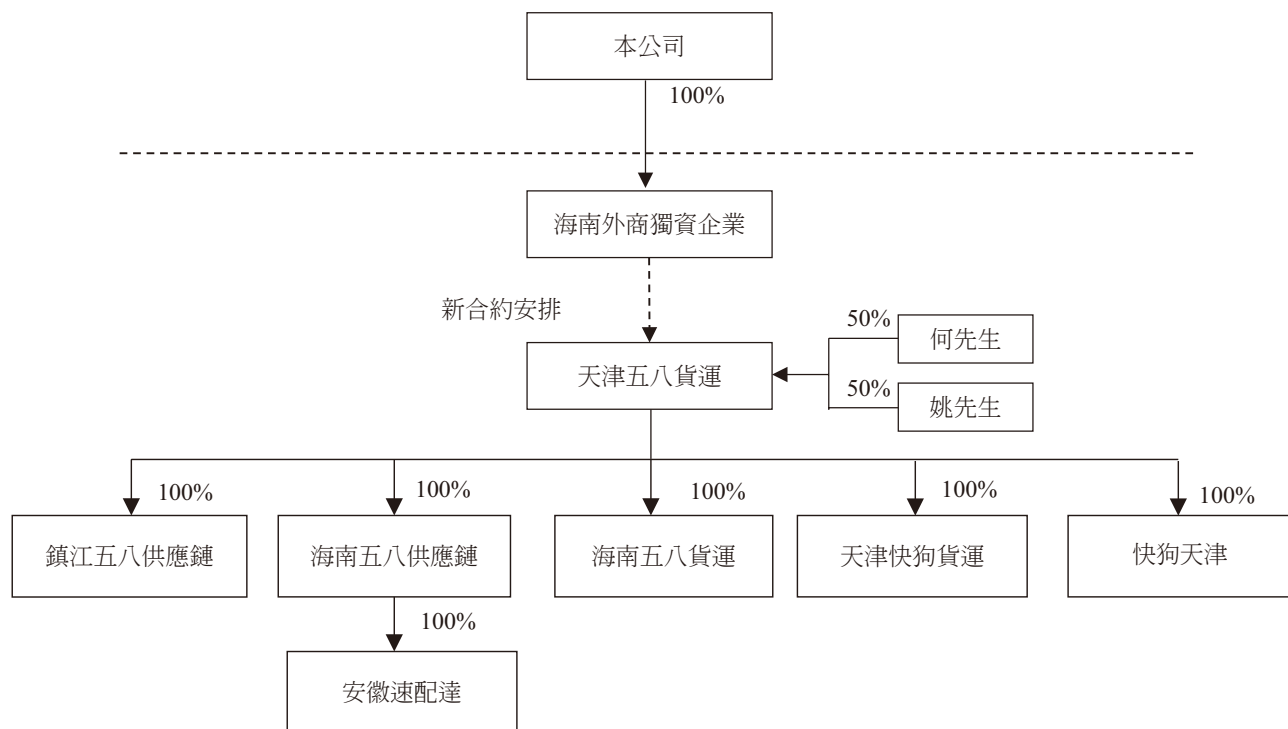 本公司
100%
海南外商獨資企業
新合約安排
50%
何先生
天津五八貨運
50%
姚先生
100%
100%
100%
100%
100%
鎮江五八供應鏈
海南五八供應鏈
海南五八貨運
天津快狗貨運
快狗天津
100%
安徽速配達